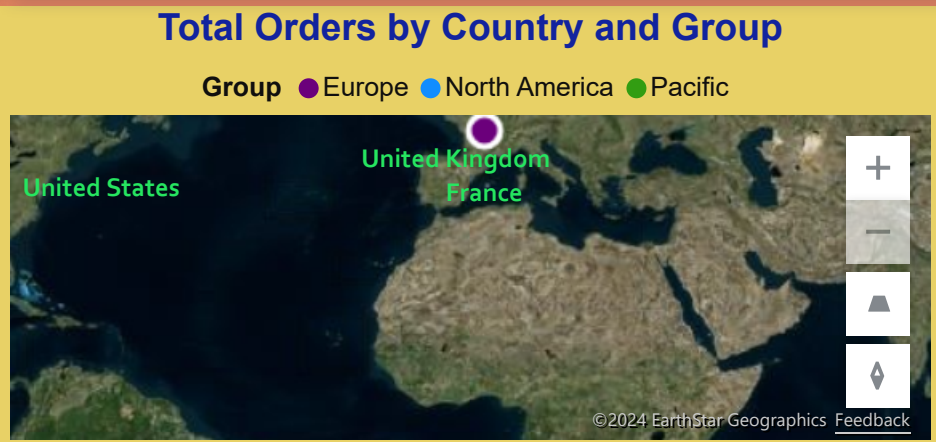 Total Orders by Country and Group
Group Europe North America Pacific
United Kingdom
United States
France
©2024 EarthStar Geographics Feedback